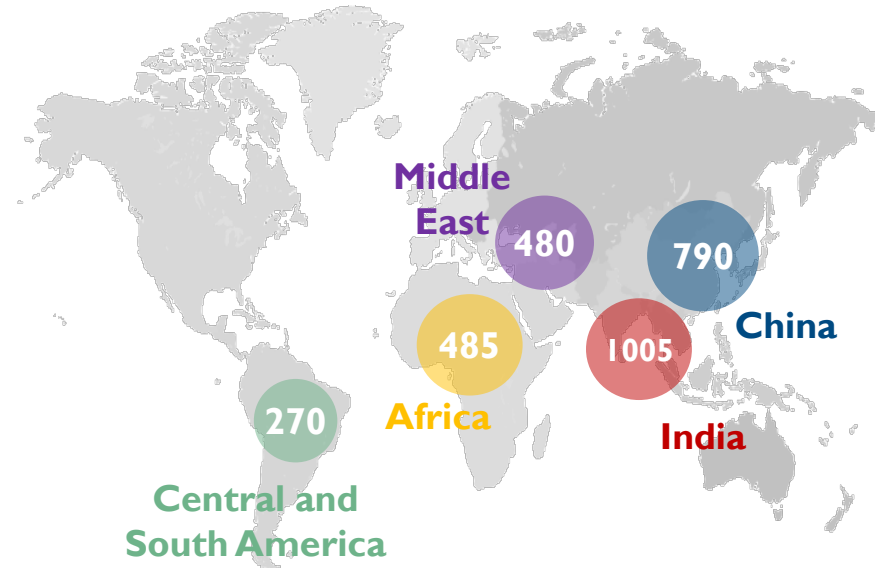 Middle
East
480
790
China
485
1005
Africa
India
270
Central and
South America